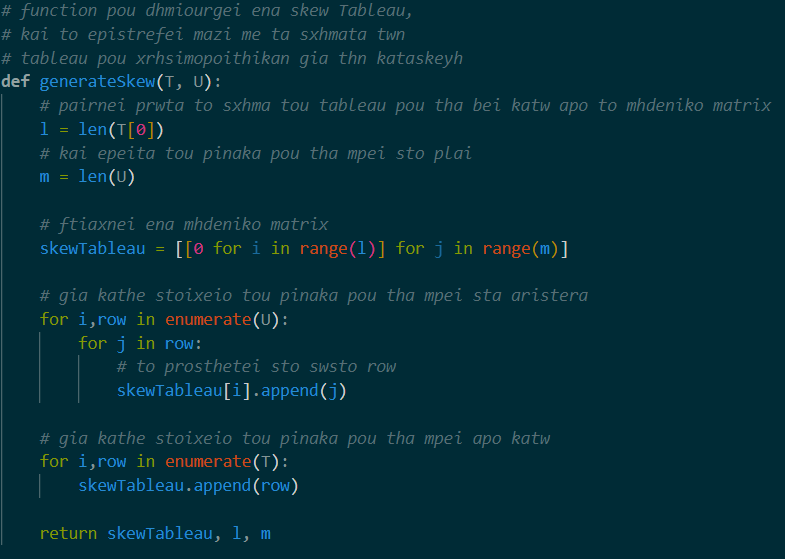 # function pou dhmiourgei ena skew Tableau,
# kai to epistrefei mazi me ta sxhmata twn
# tableau pou xrhsimopoithikan gia thn kataskeyh
def generateSkew(T, U):
    # pairnei prwta to sxhma tou tableau pou tha bei katw apo to mhdeniko matrix
    l = len(T[0])
    # kai epeita tou pinaka pou tha mpei sto plai
    m = len(U)

    # ftiaxnei ena mhdeniko matrix
    skewTableau = [[0 for i in range(l)] for j in range(m)]

    # gia kathe stoixeio tou pinaka pou tha mpei sta aristera
    for i,row in enumerate(U):
        for j in row:
            # to prosthetei sto swsto row
            skewTableau[i].append(j)

    # gia kathe stoixeio tou pinaka pou tha mpei apo katw
    for i,row in enumerate(T):
        skewTableau.append(row)

    return skewTableau, l, m